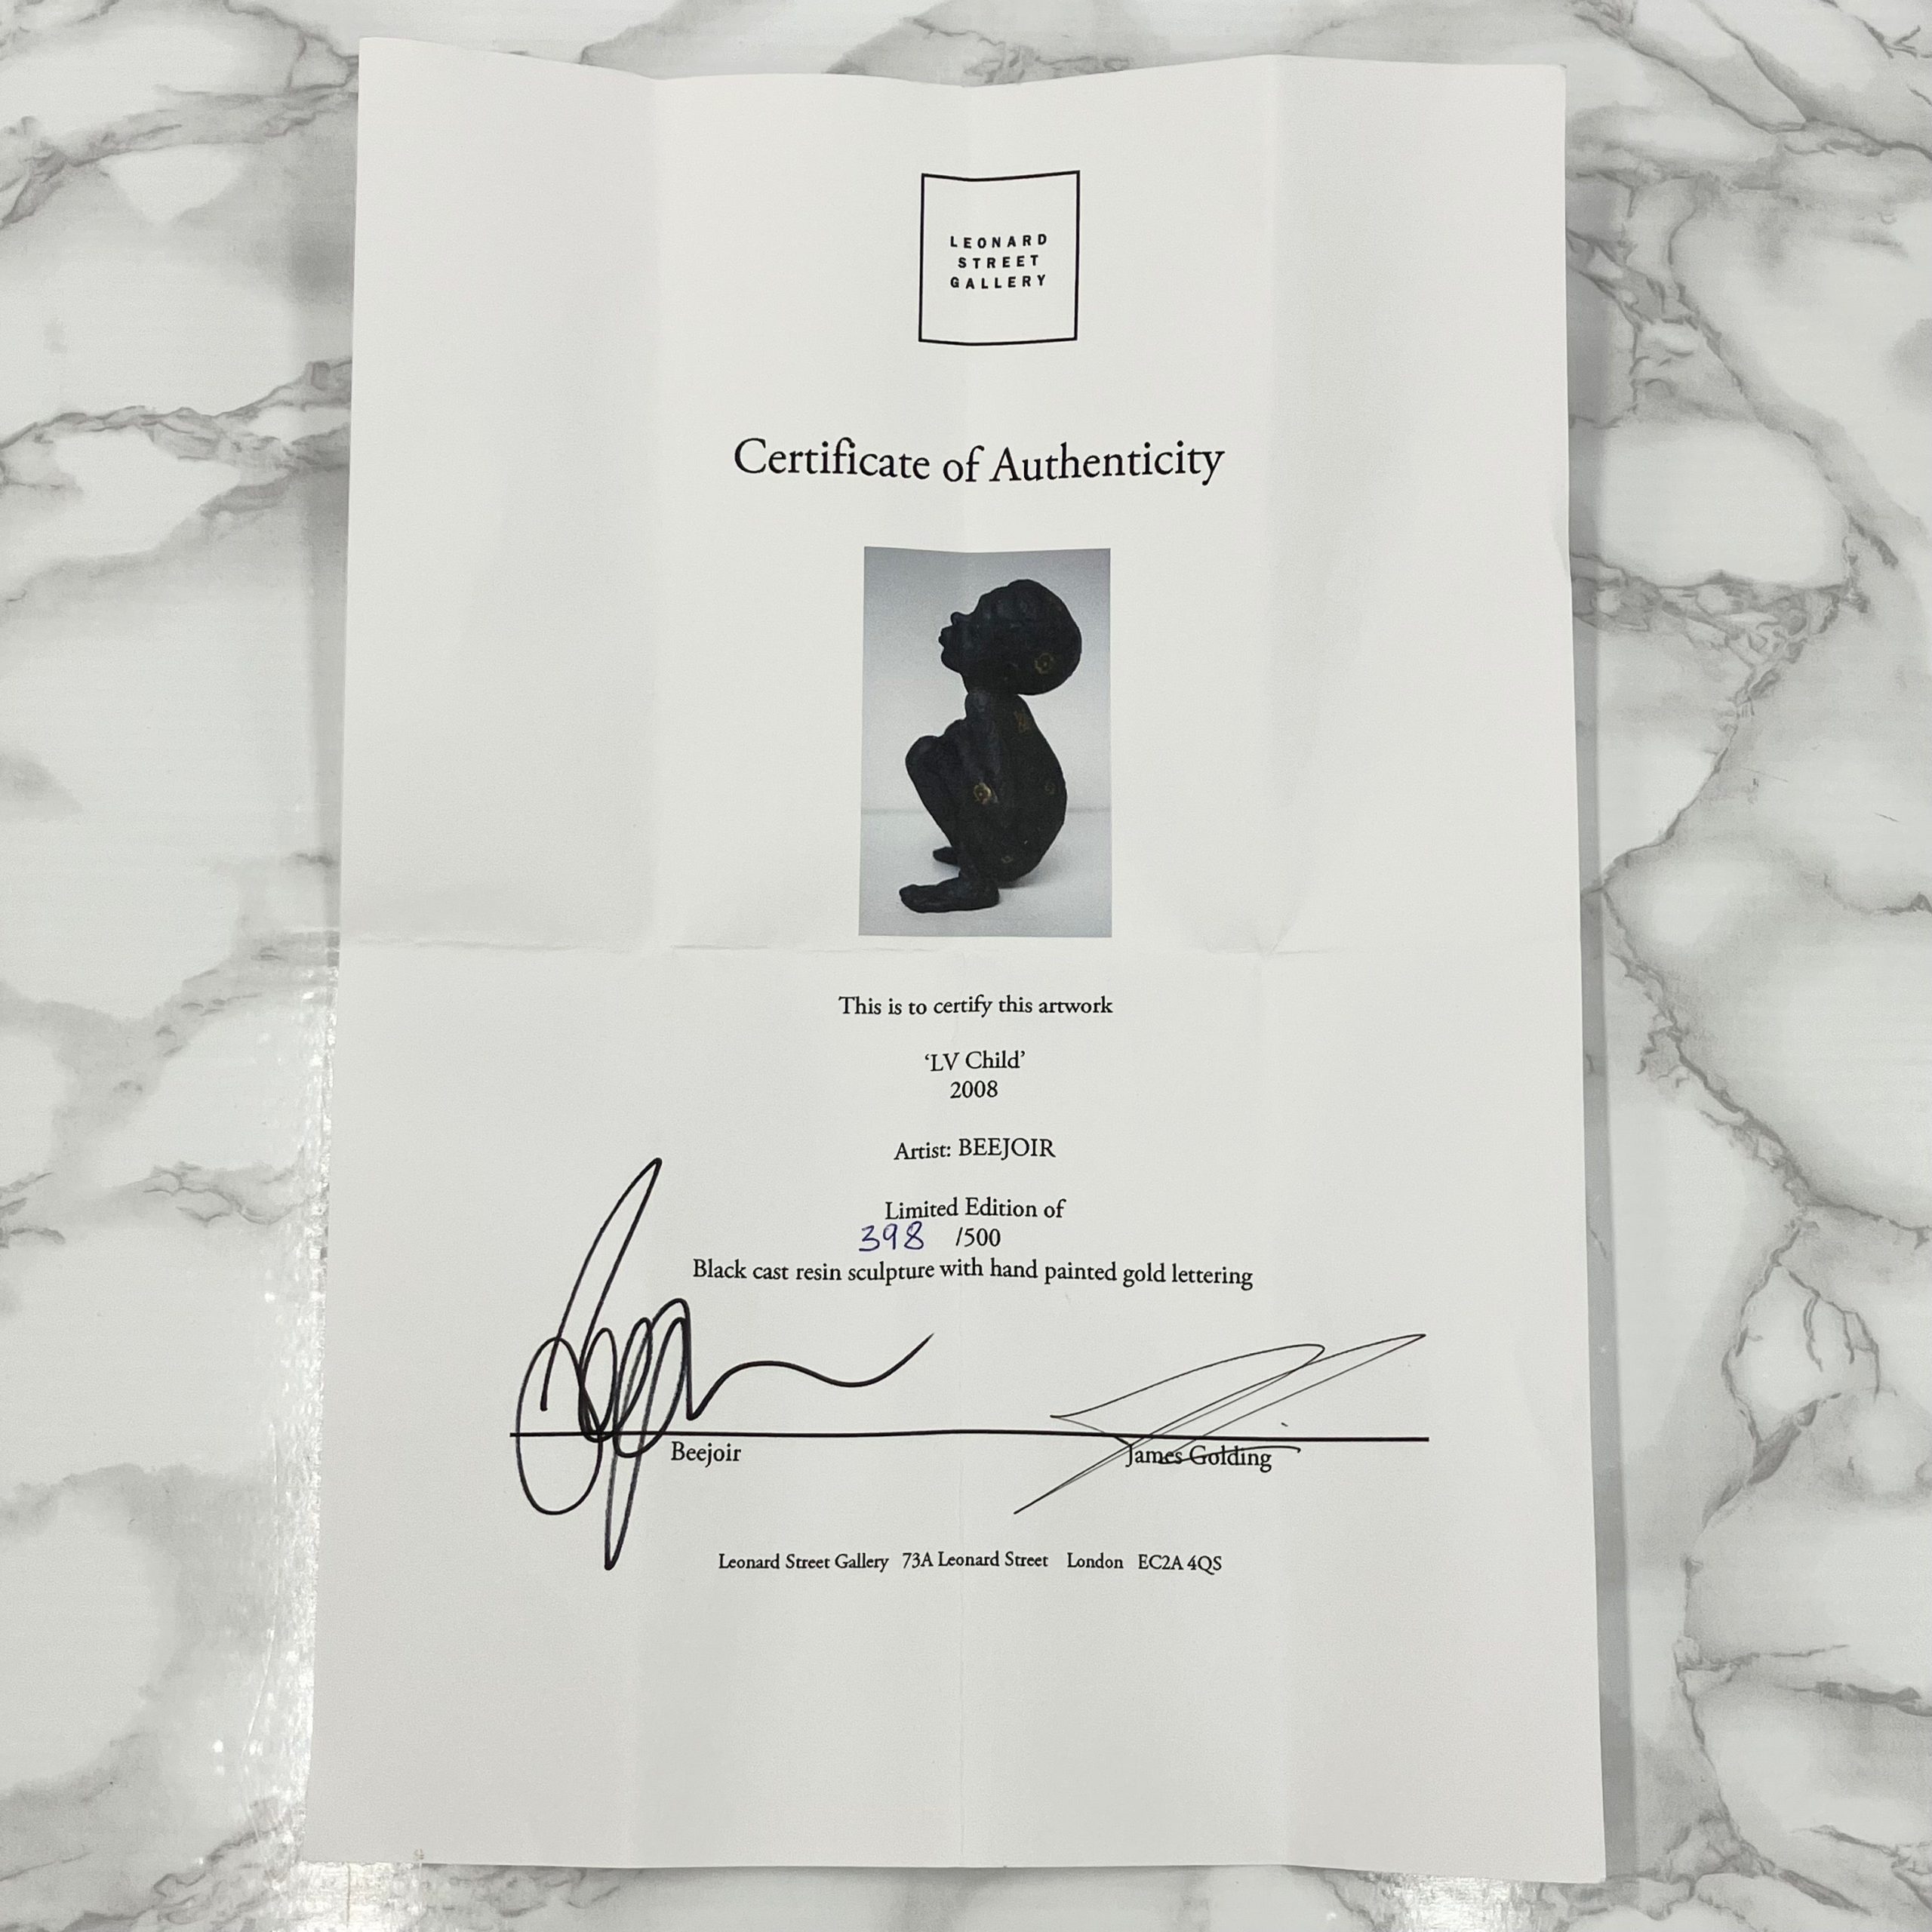 LEONARD
STREET
GALLERY
Certificate of Authenticity
This is to certify this artwork
‘LV Child’
2008
Artist: BEEJOIR
Limited Edition of
398 /500
Black cast resin sculpture with hand painted gold lettering
Beejoir James Golding
Leonard Street Gallery 73A Leonard Street London EC2A 4QS